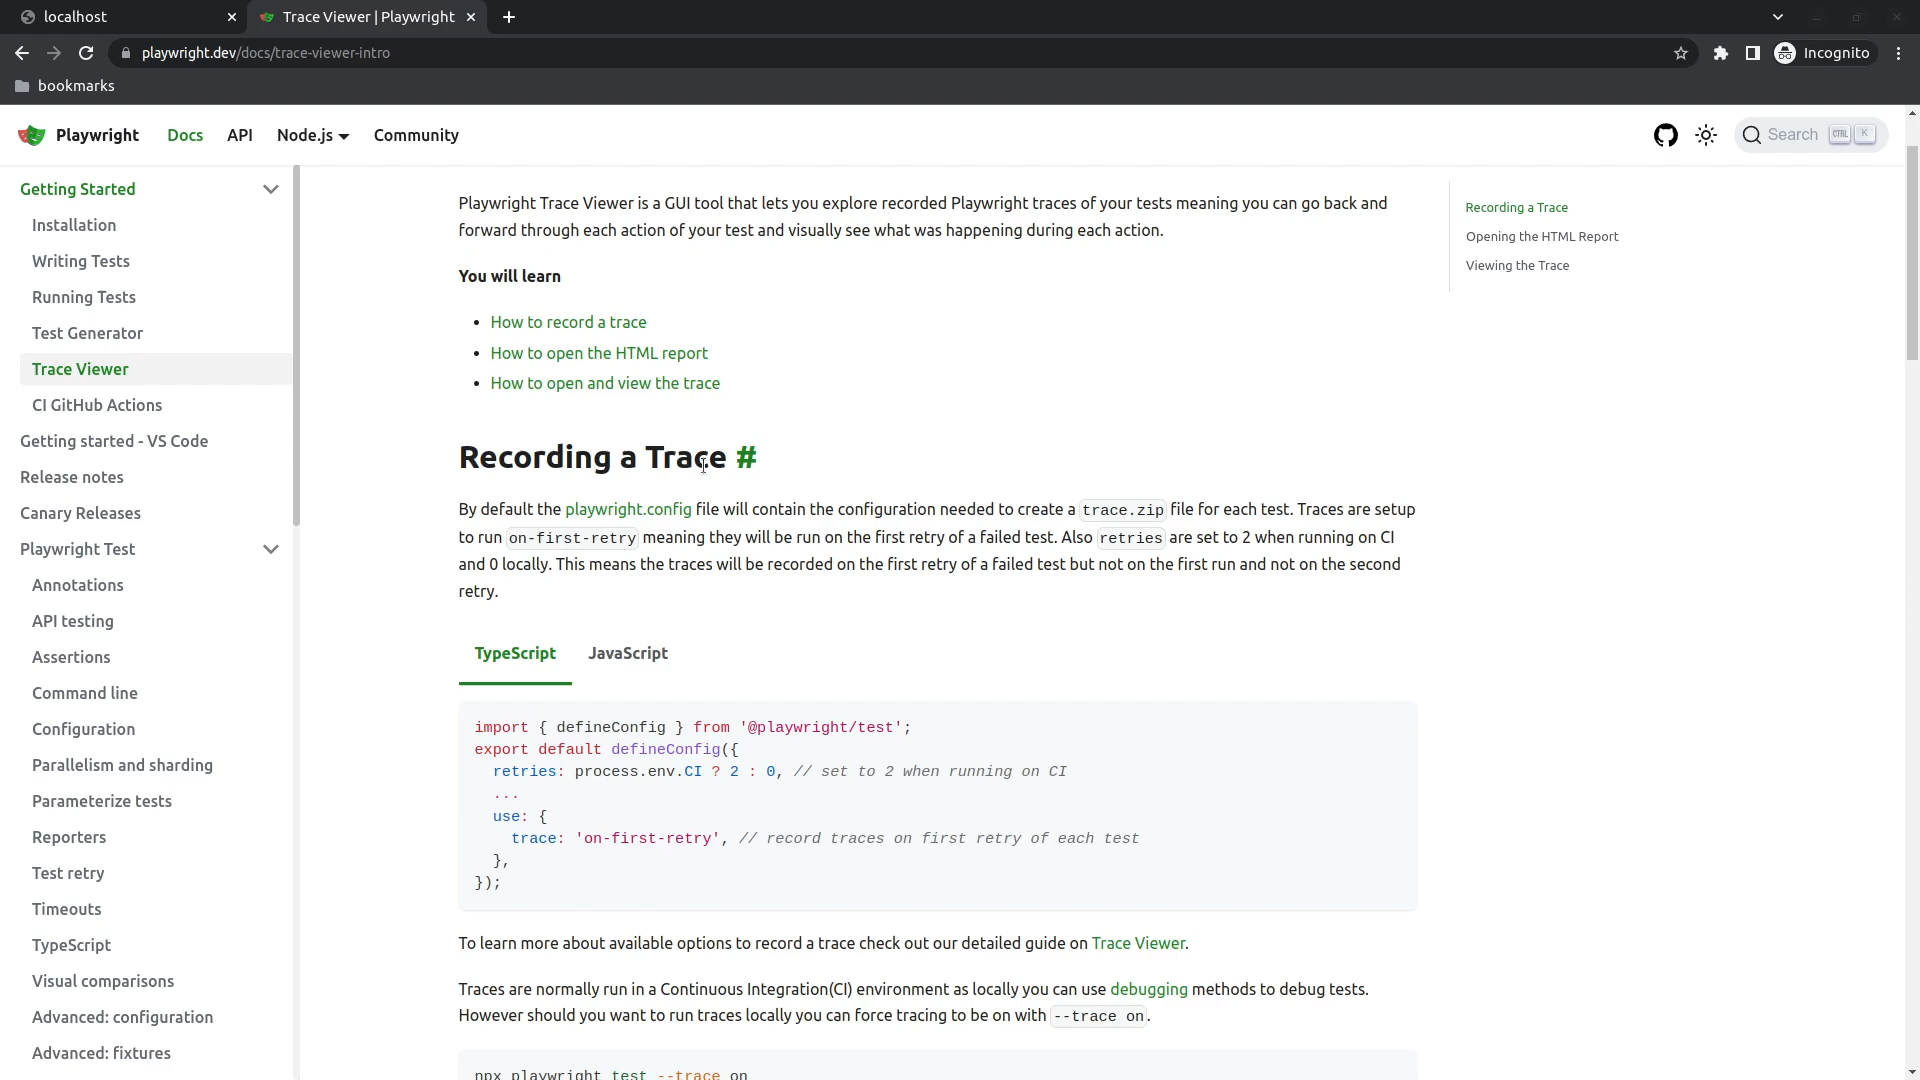 localhost
Trace Viewer | Playwright
playwright.dev/docs/trace-viewer-intro
Incognito
bookmarks
Playwright
Docs
API
Node.js
Community
Search
CTRL
K
Getting Started
Installation
Writing Tests
Running Tests
Test Generator
Trace Viewer
CI GitHub Actions
Getting started - VS Code
Release notes
Canary Releases
Playwright Test
Annotations
API testing
Assertions
Command line
Configuration
Parallelism and sharding
Parameterize tests
Reporters
Test retry
Timeouts
TypeScript
Visual comparisons
Advanced: configuration
Advanced: fixtures
Playwright Trace Viewer is a GUI tool that lets you explore recorded Playwright traces of your tests meaning you can go back and
forward through each action of your test and visually see what was happening during each action.
You will learn
• How to record a trace
• How to open the HTML report
• How to open and view the trace
Recording a Trace #
By default the playwright.config file will contain the configuration needed to create a trace.zip file for each test. Traces are setup
to run on-first-retry meaning they will be run on the first retry of a failed test. Also retries are set to 2 when running on CI
and 0 locally. This means the traces will be recorded on the first retry of a failed test but not on the first run and not on the second
retry.
TypeScript
JavaScript
import { defineConfig } from '@playwright/test';
export default defineConfig({
  retries: process.env.CI ? 2 : 0, // set to 2 when running on CI
  ...
  use: {
    trace: 'on-first-retry', // record traces on first retry of each test
  },
});
To learn more about available options to record a trace check out our detailed guide on Trace Viewer.
Traces are normally run in a Continuous Integration(CI) environment as locally you can use debugging methods to debug tests.
However should you want to run traces locally you can force tracing to be on with --trace on.
npx playwright test --trace on
Recording a Trace
Opening the HTML Report
Viewing the Trace